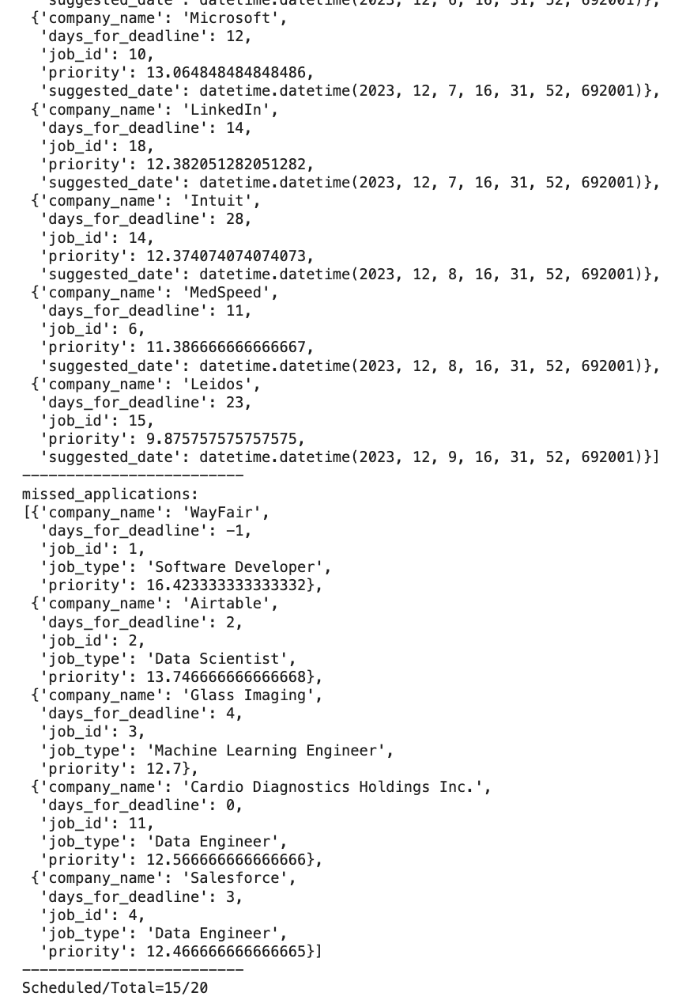 'suggested_date': datetime.datetime(2023, 12, 6, 16, 31, 52, 692001)},
{'company_name': 'Microsoft',
'days_for_deadline': 12,
'job_id': 10,
'priority': 13.064848484848486,
'suggested_date': datetime.datetime(2023, 12, 7, 16, 31, 52, 692001)},
{'company_name': 'LinkedIn',
'days_for_deadline': 14,
'job_id': 18,
'priority': 12.382051282051282,
'suggested_date': datetime.datetime(2023, 12, 7, 16, 31, 52, 692001)},
{'company_name': 'Intuit',
'days_for_deadline': 28,
'job_id': 14,
'priority': 12.374074074074073,
'suggested_date': datetime.datetime(2023, 12, 8, 16, 31, 52, 692001)},
{'company_name': 'MedSpeed',
'days_for_deadline': 11,
'job_id': 6,
'priority': 11.386666666666667,
'suggested_date': datetime.datetime(2023, 12, 8, 16, 31, 52, 692001)},
{'company_name': 'Leidos',
'days_for_deadline': 23,
'job_id': 15,
'priority': 9.875757575757575,
'suggested_date': datetime.datetime(2023, 12, 9, 16, 31, 52, 692001)}]
-------------------------
missed_applications:
[{'company_name': 'WayFair',
'days_for_deadline': -1,
'job_id': 1,
'job_type': 'Software Developer',
'priority': 16.423333333333332},
{'company_name': 'Airtable',
'days_for_deadline': 2,
'job_id': 2,
'job_type': 'Data Scientist',
'priority': 13.746666666666668},
{'company_name': 'Glass Imaging',
'days_for_deadline': 4,
'job_id': 3,
'job_type': 'Machine Learning Engineer',
'priority': 12.7},
{'company_name': 'Cardio Diagnostics Holdings Inc.',
'days_for_deadline': 0,
'job_id': 11,
'job_type': 'Data Engineer',
'priority': 12.566666666666666},
{'company_name': 'Salesforce',
'days_for_deadline': 3,
'job_id': 4,
'job_type': 'Data Engineer',
'priority': 12.466666666666665}]
-------------------------
Scheduled/Total=15/20